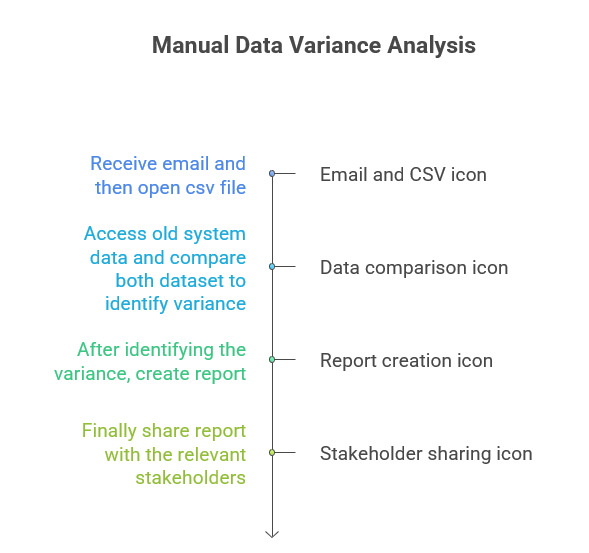 Manual Data Variance Analysis
Receive email and
then open csv file
Email and CSV icon
Access old system
data and compare
both dataset to
identify variance
Data comparison icon
After identifying the
variance, create report
Report creation icon
Finally share report
with the relevant
stakeholders
Stakeholder sharing icon